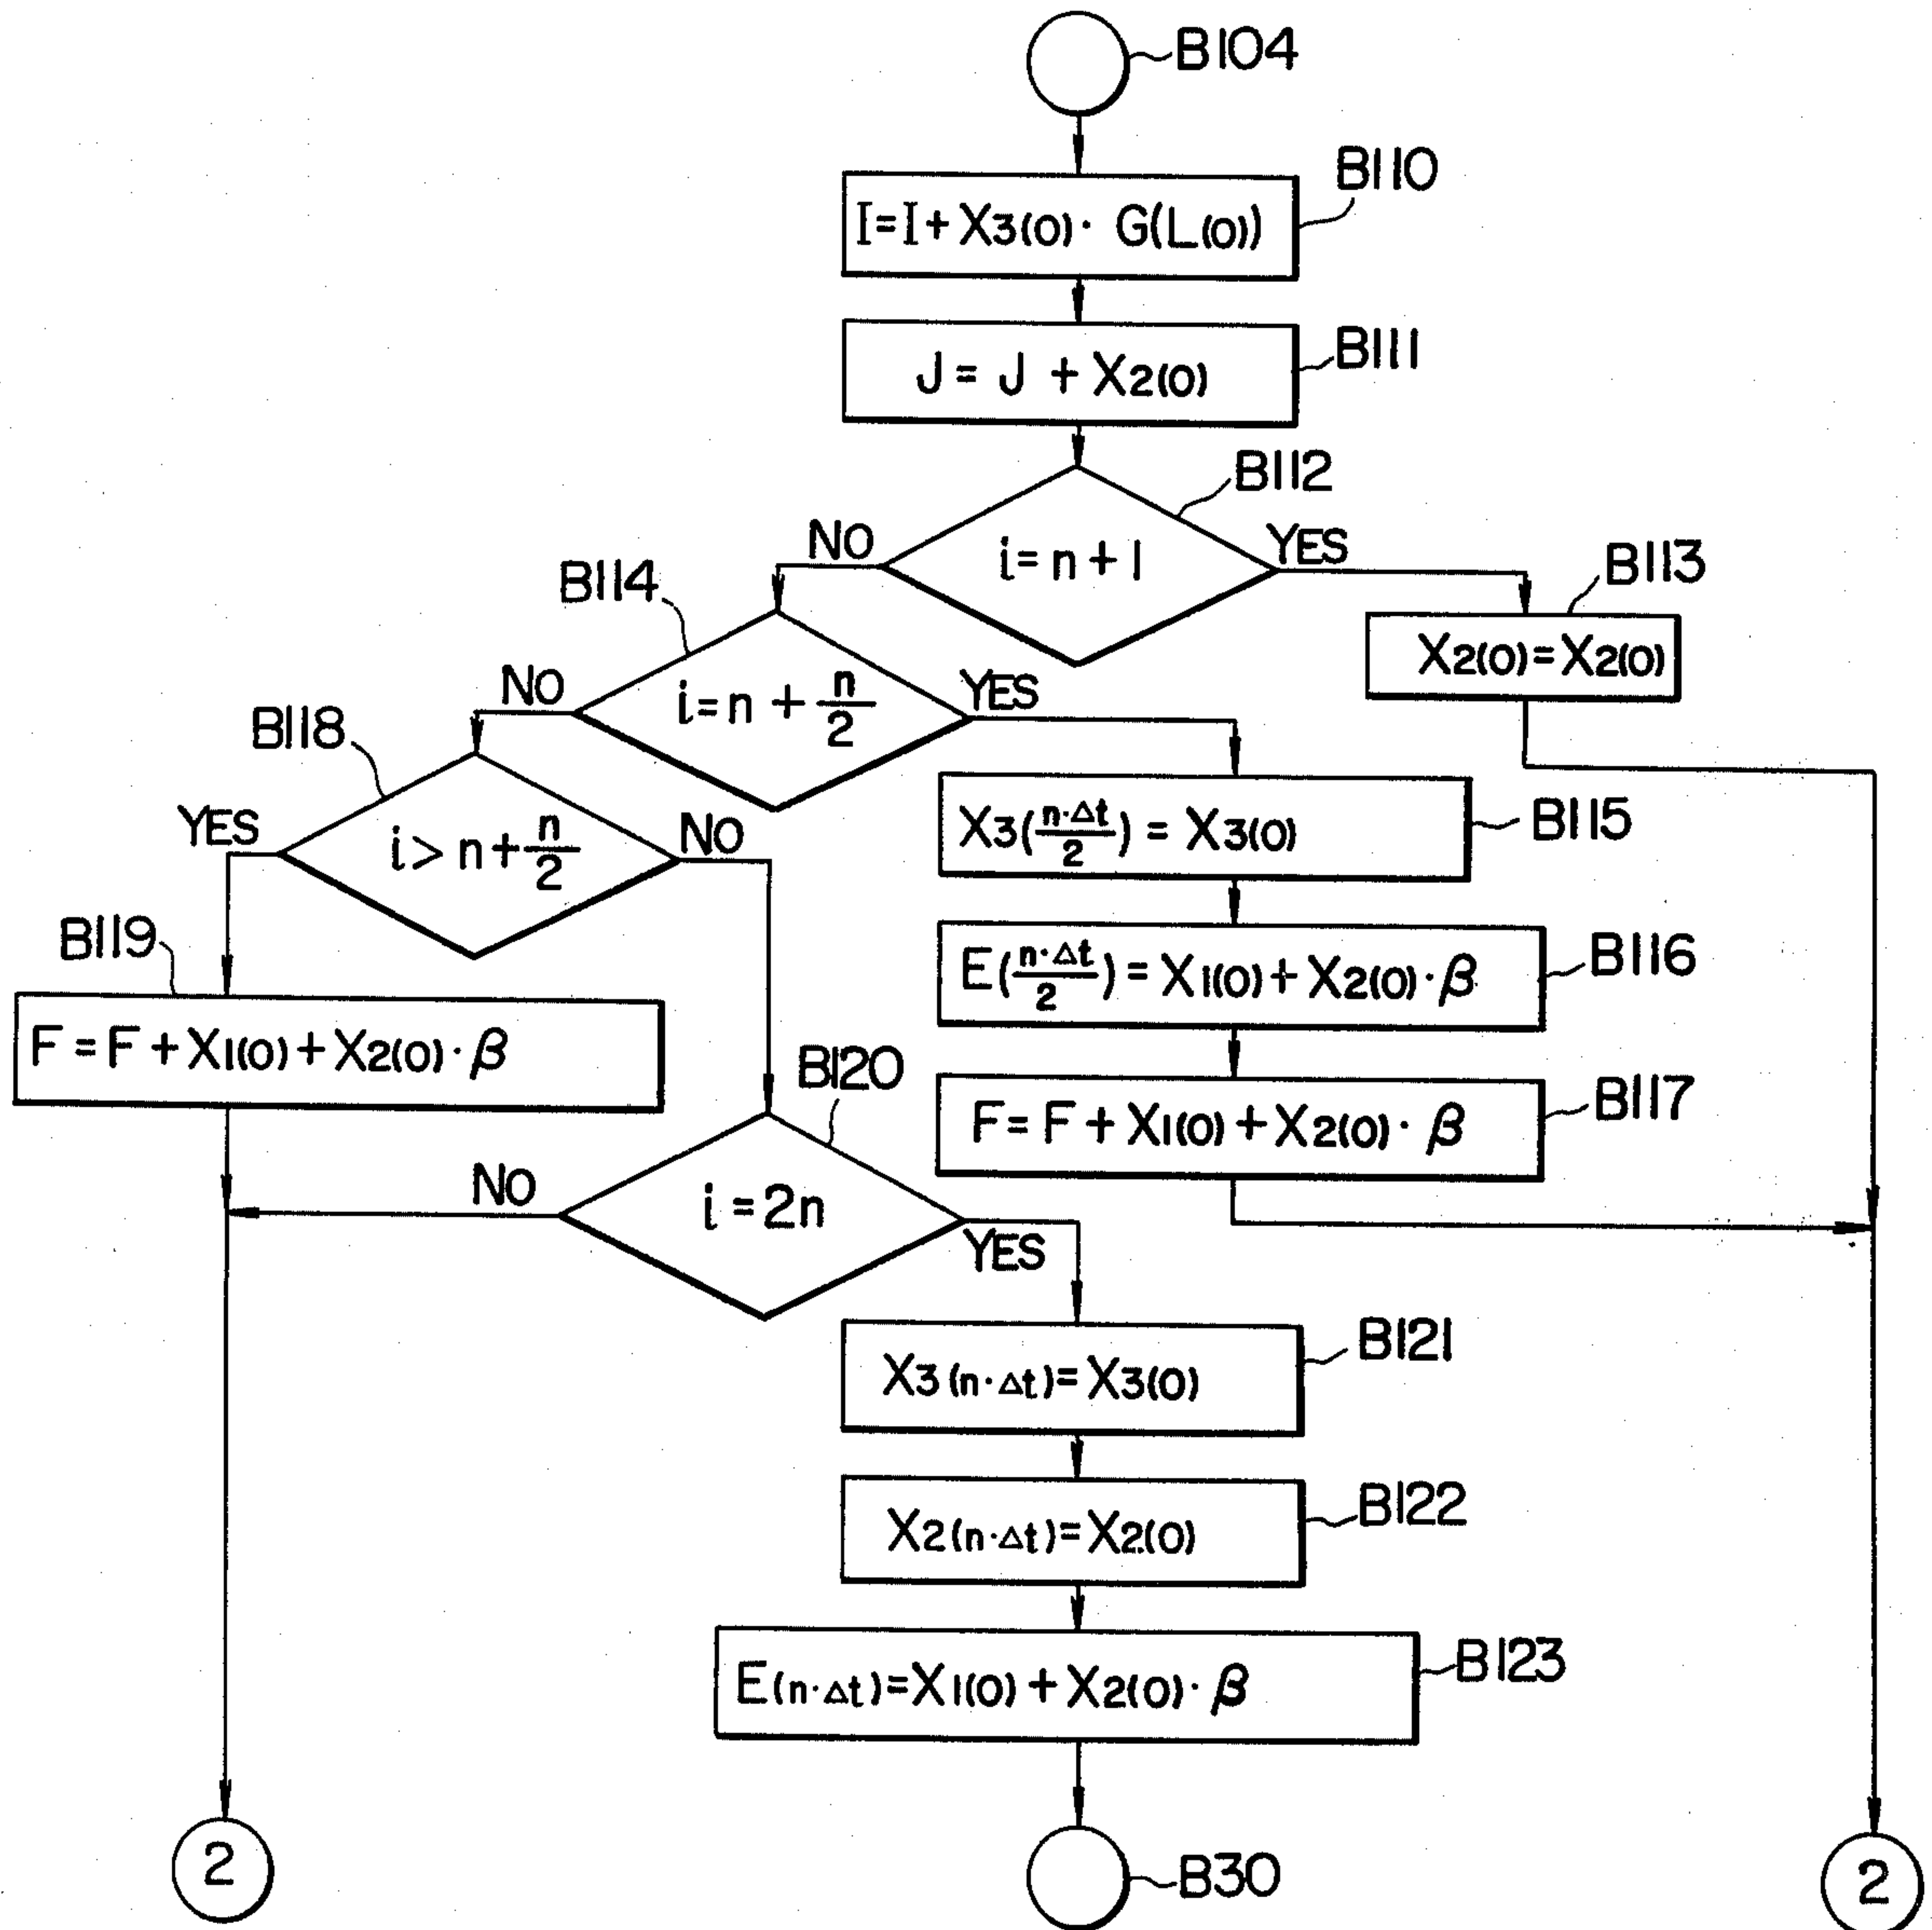 B104
B110
I=I+X3(0)· G(L(0))
B111
J= J + X2(0)
B112
NO
i=n+1
YES
B113
X2(0)=X2(0)
B114
NO
i=n+n/2
YES
B118
YES
i>n+n/2
NO
B115
X3(n·Δt/2) = X3(0)
B119
B116
E(n·Δt/2) = X1(0)+X2(0)·β
F=F+X1(0)+X2(0)·β
B120
B117
F=F+X1(0)+X2(0)·β
NO
i=2n
YES
B121
X3(n·Δt)=X3(0)
B122
X2(n·Δt)=X2(0)
B123
E(n·Δt)=X1(0)+X2(0)·β
2
B30
2